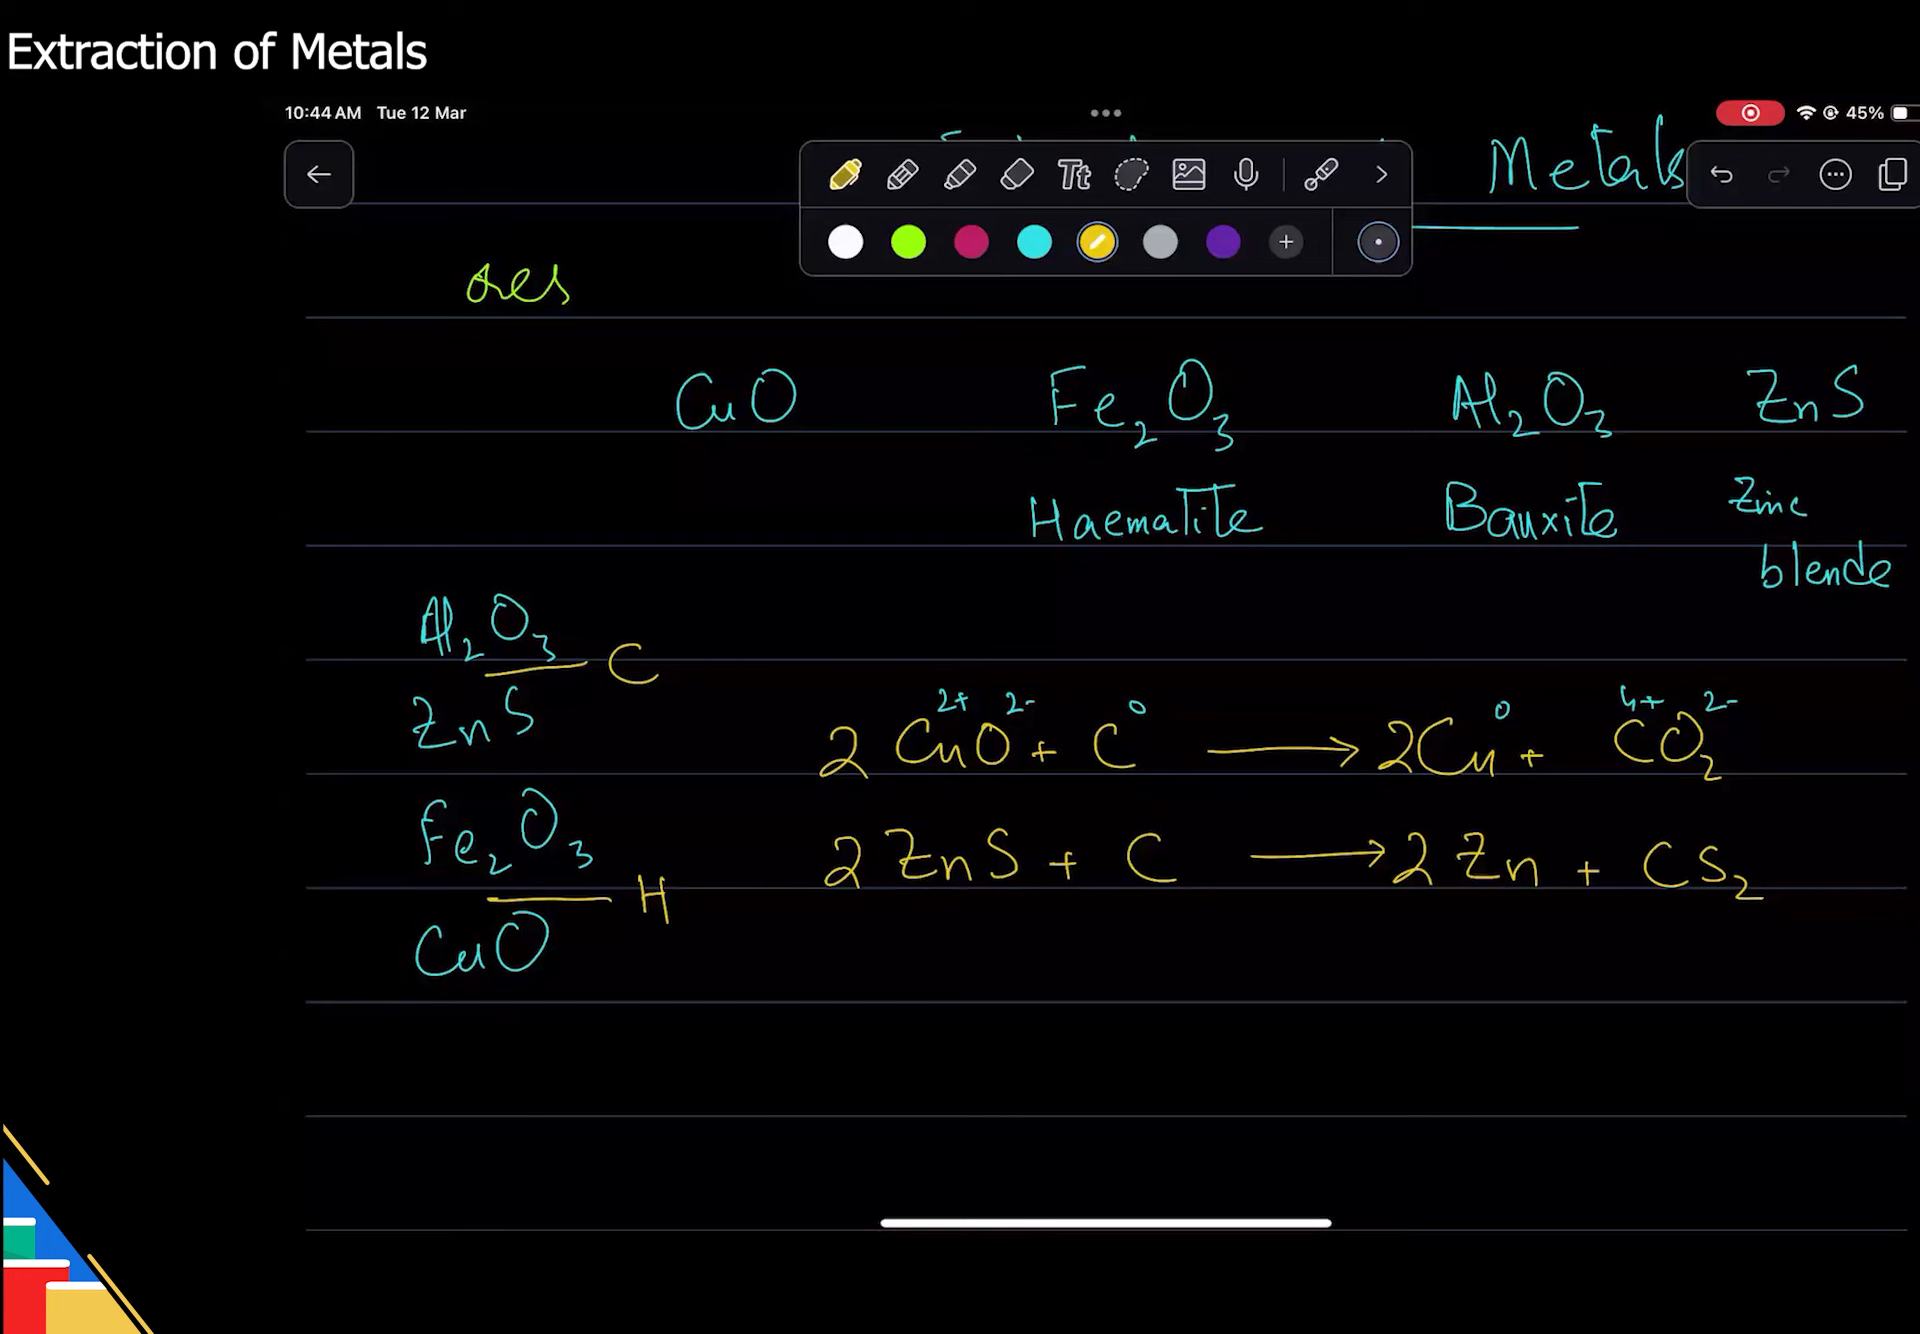 Extraction of Metals
10:44 AM Tue 12 Mar
45%
Metals
Tt
ores
CuO Fe₂O₃ Al₂O₃ ZnS
Haematite Bauxite Zinc
blende
Al₂O₃
C
ZnS
2+ 2- 0 0 4+ 2-
2 CuO + C ⟶ 2Cu + CO₂
Fe₂O₃
2 ZnS + C ⟶ 2 Zn + CS₂
H
CuO